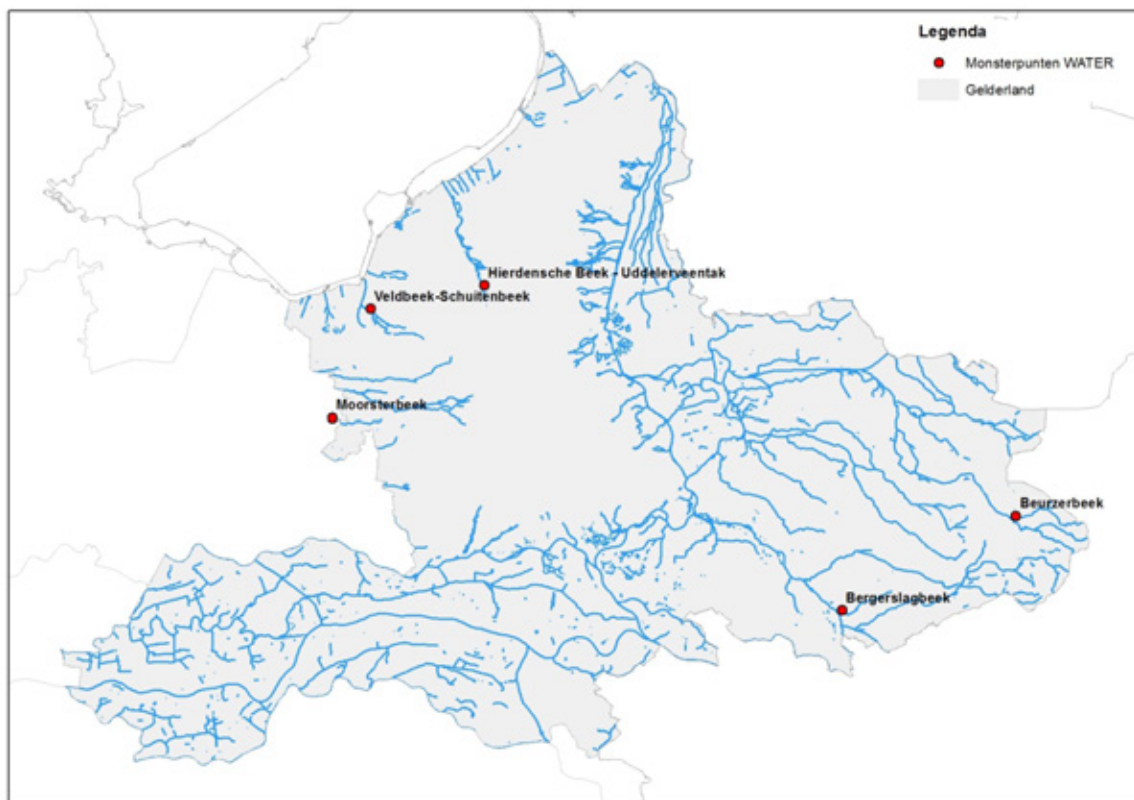 Legenda
Monsterpunten WATER
Gelderland
Hierdensche Beek - Uddelerveentak
Veldbeek-Schuitenbeek
Moorsterbeek
Beurzerbeek
Bergerslagbeek